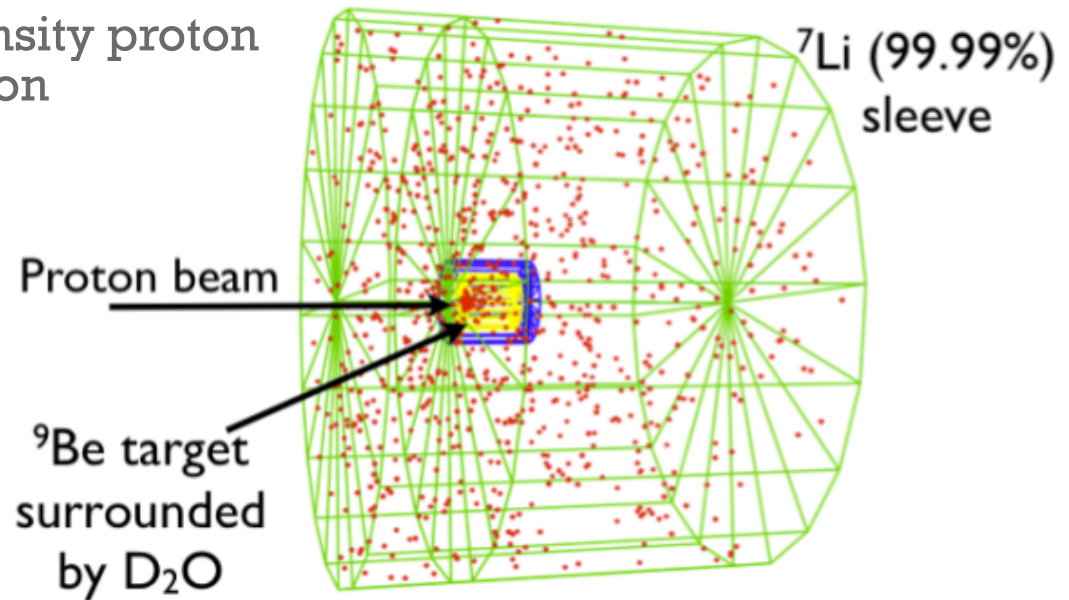 nsity proton
on
⁷Li (99.99%)
sleeve
Proton beam
⁹Be target
surrounded
by D₂O